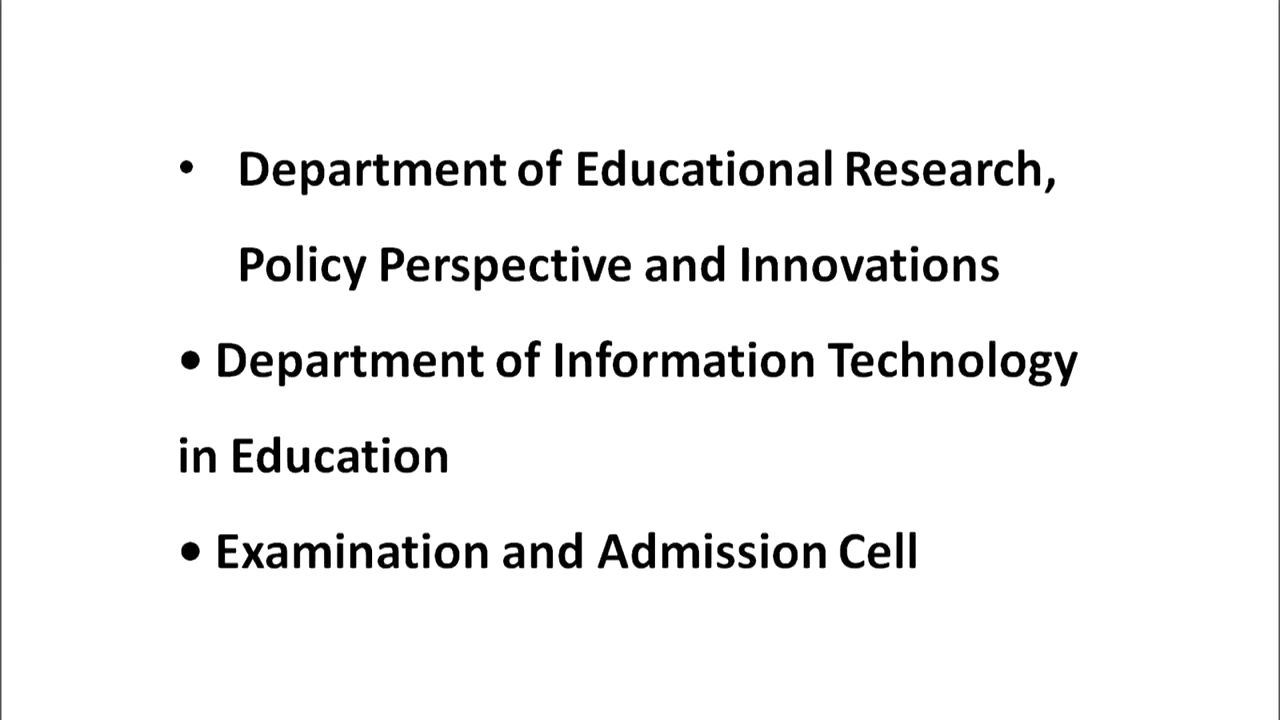 • Department of Educational Research,
Policy Perspective and Innovations
• Department of Information Technology
in Education
• Examination and Admission Cell